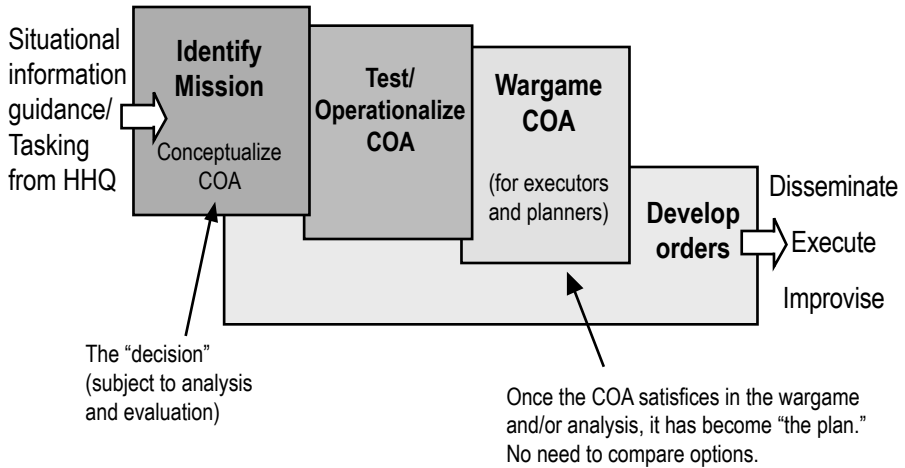 Situational
information
guidance/
Tasking
from HHQ
Identify
Mission
Conceptualize
COA
Test/
Operationalize
COA
Wargame
COA
(for executors
and planners)
Develop
orders
Disseminate
Execute
Improvise
The “decision”
(subject to analysis
and evaluation)
Once the COA satisfices in the wargame
and/or analysis, it has become “the plan.”
No need to compare options.